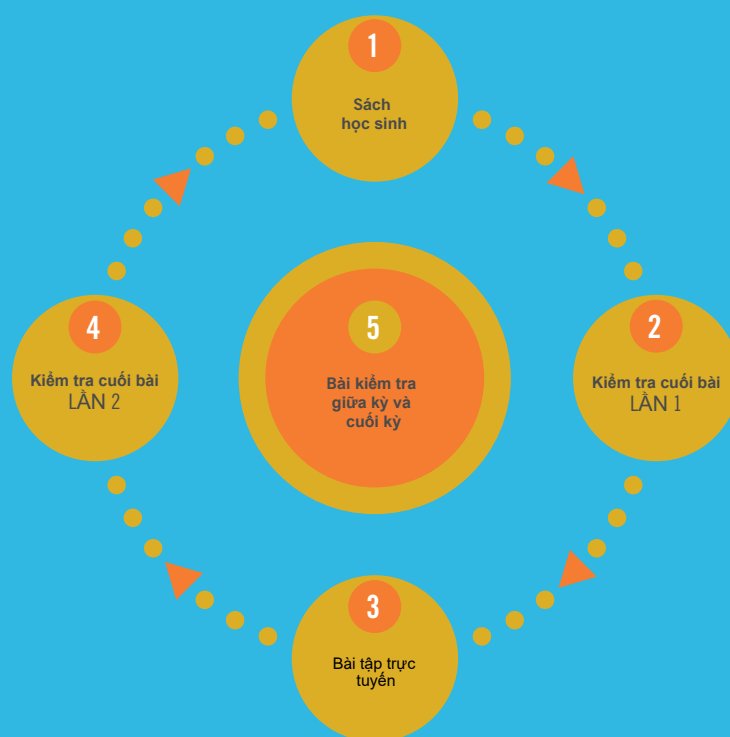 1
Sách
học sinh
2
Kiểm tra cuối bài
LẦN 1
3
Bài tập trực
tuyến
4
Kiểm tra cuối bài
LẦN 2
5
Bài kiểm tra
giữa kỳ và
cuối kỳ